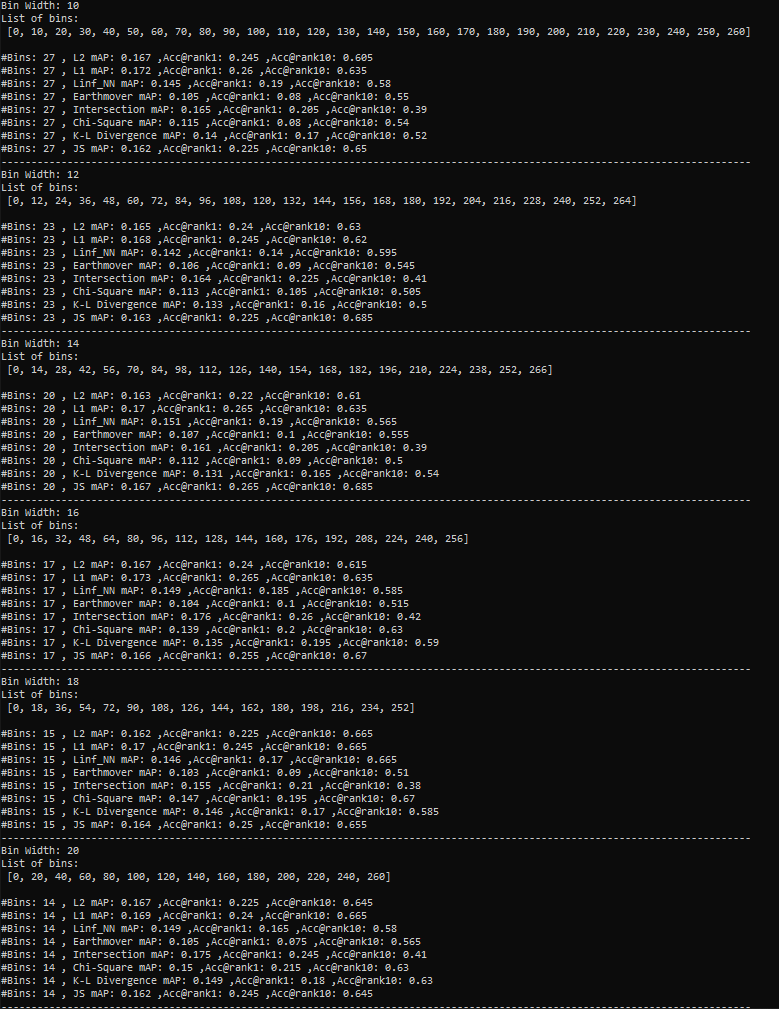 Bin Width: 10
List of bins:
[0, 10, 20, 30, 40, 50, 60, 70, 80, 90, 100, 110, 120, 130, 140, 150, 160, 170, 180, 190, 200, 210, 220, 230, 240, 250, 260]
#Bins: 27 , L2 mAP: 0.167 ,Acc@rank1: 0.245 ,Acc@rank10: 0.605
#Bins: 27 , L1 mAP: 0.172 ,Acc@rank1: 0.26 ,Acc@rank10: 0.635
#Bins: 27 , Linf_NN mAP: 0.145 ,Acc@rank1: 0.19 ,Acc@rank10: 0.58
#Bins: 27 , Earthmover mAP: 0.105 ,Acc@rank1: 0.08 ,Acc@rank10: 0.55
#Bins: 27 , Intersection mAP: 0.165 ,Acc@rank1: 0.205 ,Acc@rank10: 0.39
#Bins: 27 , Chi-Square mAP: 0.115 ,Acc@rank1: 0.08 ,Acc@rank10: 0.54
#Bins: 27 , K-L Divergence mAP: 0.14 ,Acc@rank1: 0.17 ,Acc@rank10: 0.52
#Bins: 27 , JS mAP: 0.162 ,Acc@rank1: 0.225 ,Acc@rank10: 0.65
----------------------------------------------------------------------------------------------------------------------------
Bin Width: 12
List of bins:
[0, 12, 24, 36, 48, 60, 72, 84, 96, 108, 120, 132, 144, 156, 168, 180, 192, 204, 216, 228, 240, 252, 264]
#Bins: 23 , L2 mAP: 0.165 ,Acc@rank1: 0.24 ,Acc@rank10: 0.63
#Bins: 23 , L1 mAP: 0.168 ,Acc@rank1: 0.245 ,Acc@rank10: 0.62
#Bins: 23 , Linf_NN mAP: 0.142 ,Acc@rank1: 0.14 ,Acc@rank10: 0.595
#Bins: 23 , Earthmover mAP: 0.106 ,Acc@rank1: 0.09 ,Acc@rank10: 0.545
#Bins: 23 , Intersection mAP: 0.164 ,Acc@rank1: 0.225 ,Acc@rank10: 0.41
#Bins: 23 , Chi-Square mAP: 0.113 ,Acc@rank1: 0.105 ,Acc@rank10: 0.505
#Bins: 23 , K-L Divergence mAP: 0.133 ,Acc@rank1: 0.16 ,Acc@rank10: 0.5
#Bins: 23 , JS mAP: 0.163 ,Acc@rank1: 0.225 ,Acc@rank10: 0.685
----------------------------------------------------------------------------------------------------------------------------
Bin Width: 14
List of bins:
[0, 14, 28, 42, 56, 70, 84, 98, 112, 126, 140, 154, 168, 182, 196, 210, 224, 238, 252, 266]
#Bins: 20 , L2 mAP: 0.163 ,Acc@rank1: 0.22 ,Acc@rank10: 0.61
#Bins: 20 , L1 mAP: 0.17 ,Acc@rank1: 0.265 ,Acc@rank10: 0.635
#Bins: 20 , Linf_NN mAP: 0.151 ,Acc@rank1: 0.19 ,Acc@rank10: 0.565
#Bins: 20 , Earthmover mAP: 0.107 ,Acc@rank1: 0.1 ,Acc@rank10: 0.555
#Bins: 20 , Intersection mAP: 0.161 ,Acc@rank1: 0.205 ,Acc@rank10: 0.39
#Bins: 20 , Chi-Square mAP: 0.112 ,Acc@rank1: 0.09 ,Acc@rank10: 0.5
#Bins: 20 , K-L Divergence mAP: 0.131 ,Acc@rank1: 0.165 ,Acc@rank10: 0.54
#Bins: 20 , JS mAP: 0.167 ,Acc@rank1: 0.265 ,Acc@rank10: 0.685
----------------------------------------------------------------------------------------------------------------------------
Bin Width: 16
List of bins:
[0, 16, 32, 48, 64, 80, 96, 112, 128, 144, 160, 176, 192, 208, 224, 240, 256]
#Bins: 17 , L2 mAP: 0.167 ,Acc@rank1: 0.24 ,Acc@rank10: 0.615
#Bins: 17 , L1 mAP: 0.173 ,Acc@rank1: 0.265 ,Acc@rank10: 0.635
#Bins: 17 , Linf_NN mAP: 0.149 ,Acc@rank1: 0.185 ,Acc@rank10: 0.585
#Bins: 17 , Earthmover mAP: 0.104 ,Acc@rank1: 0.1 ,Acc@rank10: 0.515
#Bins: 17 , Intersection mAP: 0.176 ,Acc@rank1: 0.26 ,Acc@rank10: 0.42
#Bins: 17 , Chi-Square mAP: 0.139 ,Acc@rank1: 0.2 ,Acc@rank10: 0.63
#Bins: 17 , K-L Divergence mAP: 0.135 ,Acc@rank1: 0.195 ,Acc@rank10: 0.59
#Bins: 17 , JS mAP: 0.166 ,Acc@rank1: 0.255 ,Acc@rank10: 0.67
----------------------------------------------------------------------------------------------------------------------------
Bin Width: 18
List of bins:
[0, 18, 36, 54, 72, 90, 108, 126, 144, 162, 180, 198, 216, 234, 252]
#Bins: 15 , L2 mAP: 0.162 ,Acc@rank1: 0.225 ,Acc@rank10: 0.665
#Bins: 15 , L1 mAP: 0.17 ,Acc@rank1: 0.245 ,Acc@rank10: 0.665
#Bins: 15 , Linf_NN mAP: 0.146 ,Acc@rank1: 0.17 ,Acc@rank10: 0.665
#Bins: 15 , Earthmover mAP: 0.103 ,Acc@rank1: 0.09 ,Acc@rank10: 0.51
#Bins: 15 , Intersection mAP: 0.155 ,Acc@rank1: 0.21 ,Acc@rank10: 0.38
#Bins: 15 , Chi-Square mAP: 0.147 ,Acc@rank1: 0.195 ,Acc@rank10: 0.67
#Bins: 15 , K-L Divergence mAP: 0.146 ,Acc@rank1: 0.17 ,Acc@rank10: 0.585
#Bins: 15 , JS mAP: 0.164 ,Acc@rank1: 0.25 ,Acc@rank10: 0.655
----------------------------------------------------------------------------------------------------------------------------
Bin Width: 20
List of bins:
[0, 20, 40, 60, 80, 100, 120, 140, 160, 180, 200, 220, 240, 260]
#Bins: 14 , L2 mAP: 0.167 ,Acc@rank1: 0.225 ,Acc@rank10: 0.645
#Bins: 14 , L1 mAP: 0.169 ,Acc@rank1: 0.24 ,Acc@rank10: 0.665
#Bins: 14 , Linf_NN mAP: 0.149 ,Acc@rank1: 0.165 ,Acc@rank10: 0.58
#Bins: 14 , Earthmover mAP: 0.105 ,Acc@rank1: 0.075 ,Acc@rank10: 0.565
#Bins: 14 , Intersection mAP: 0.175 ,Acc@rank1: 0.245 ,Acc@rank10: 0.41
#Bins: 14 , Chi-Square mAP: 0.15 ,Acc@rank1: 0.215 ,Acc@rank10: 0.63
#Bins: 14 , K-L Divergence mAP: 0.149 ,Acc@rank1: 0.18 ,Acc@rank10: 0.63
#Bins: 14 , JS mAP: 0.162 ,Acc@rank1: 0.245 ,Acc@rank10: 0.645
----------------------------------------------------------------------------------------------------------------------------